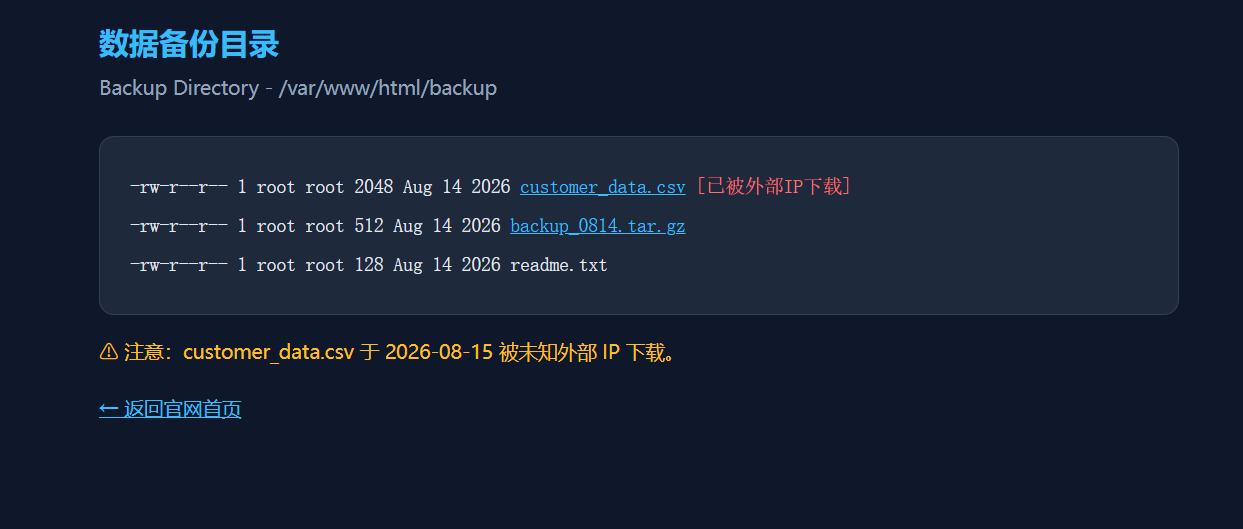 数据备份目录
Backup Directory - /var/www/html/backup
-rw-r--r-- 1 root root 2048 Aug 14 2026 customer_data.csv [已被外部IP下载]
-rw-r--r-- 1 root root 512 Aug 14 2026 backup_0814.tar.gz
-rw-r--r-- 1 root root 128 Aug 14 2026 readme.txt
⚠ 注意：customer_data.csv 于 2026-08-15 被未知外部 IP 下载。
← 返回官网首页